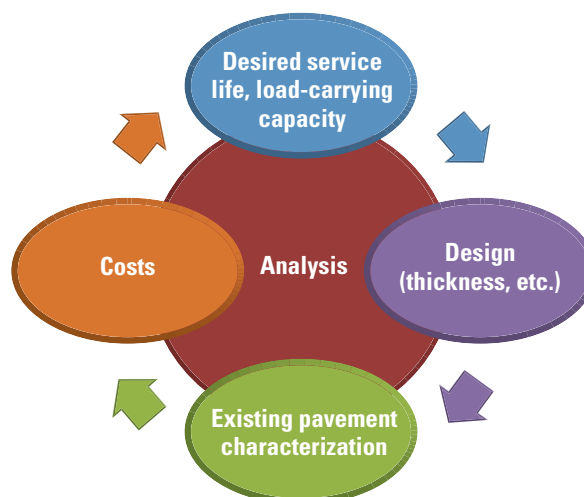 Desired service
life, load-carrying
capacity
Costs
Analysis
Design
(thickness, etc.)
Existing pavement
characterization